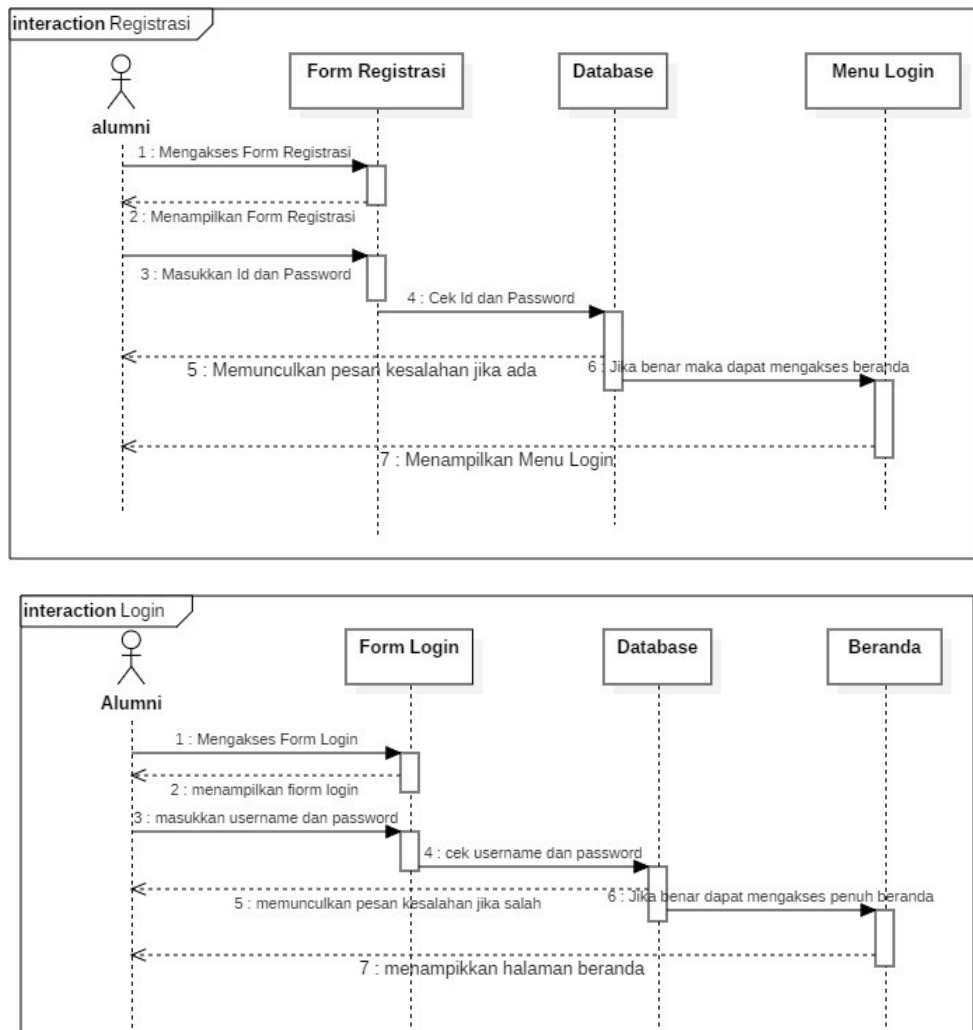 interaction Registrasi
alumni
Form Registrasi
Database
Menu Login
1 : Mengakses Form Registrasi
2 : Menampilkan Form Registrasi
3 : Masukkan Id dan Password
4 : Cek Id dan Password
5 : Memunculkan pesan kesalahan jika ada
6 : Jika benar maka dapat mengakses beranda
7 : Menampilkan Menu Login
interaction Login
Alumni
Form Login
Database
Beranda
1 : Mengakses Form Login
2 : menampilkan fiorm login
3 : masukkan username dan password
4 : cek username dan password
5 : memunculkan pesan kesalahan jika salah
6 : Jika benar dapat mengakses penuh beranda
7 : menampikkan halaman beranda